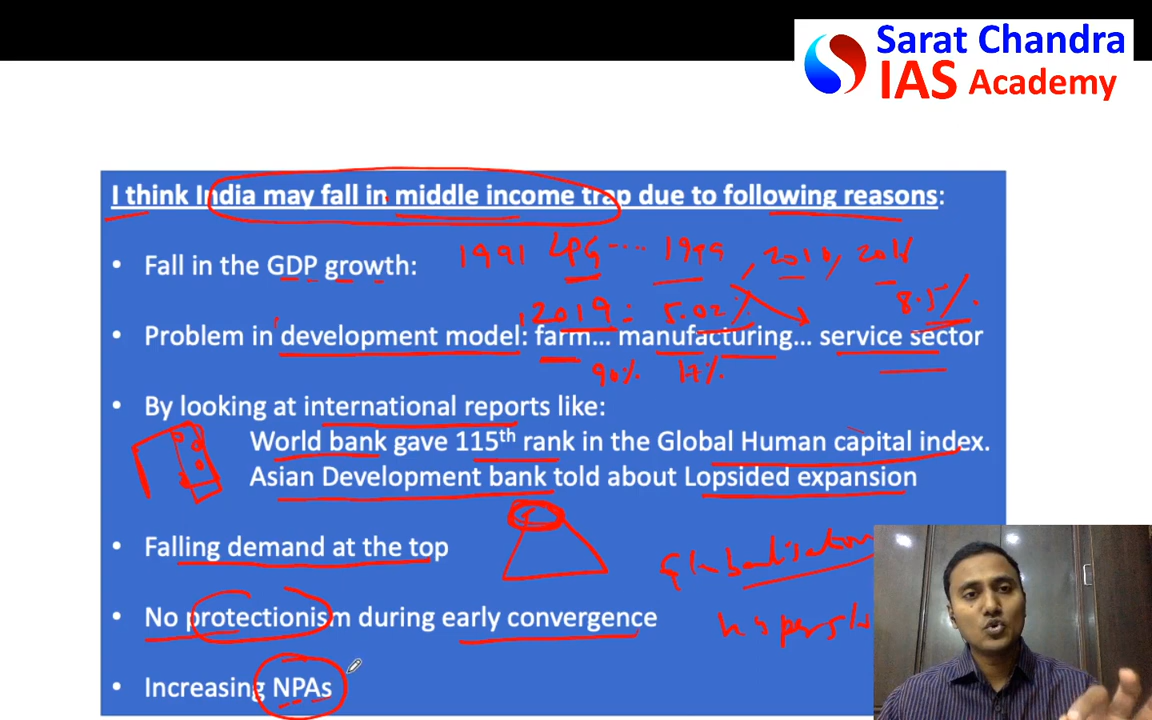 Sarat Chandra
IAS Academy
I think India may fall in middle income trap due to following reasons:
• Fall in the GDP growth:
1991 LPG .... 1999, 2010, 2016
2019 : 5.02% 8.5%.
• Problem in development model: farm... manufacturing... service sector
90% 17%
• By looking at international reports like:
World bank gave 115th rank in the Global Human capital index.
Asian Development bank told about Lopsided expansion
• Falling demand at the top
• No protectionism during early convergence
• Increasing NPAs